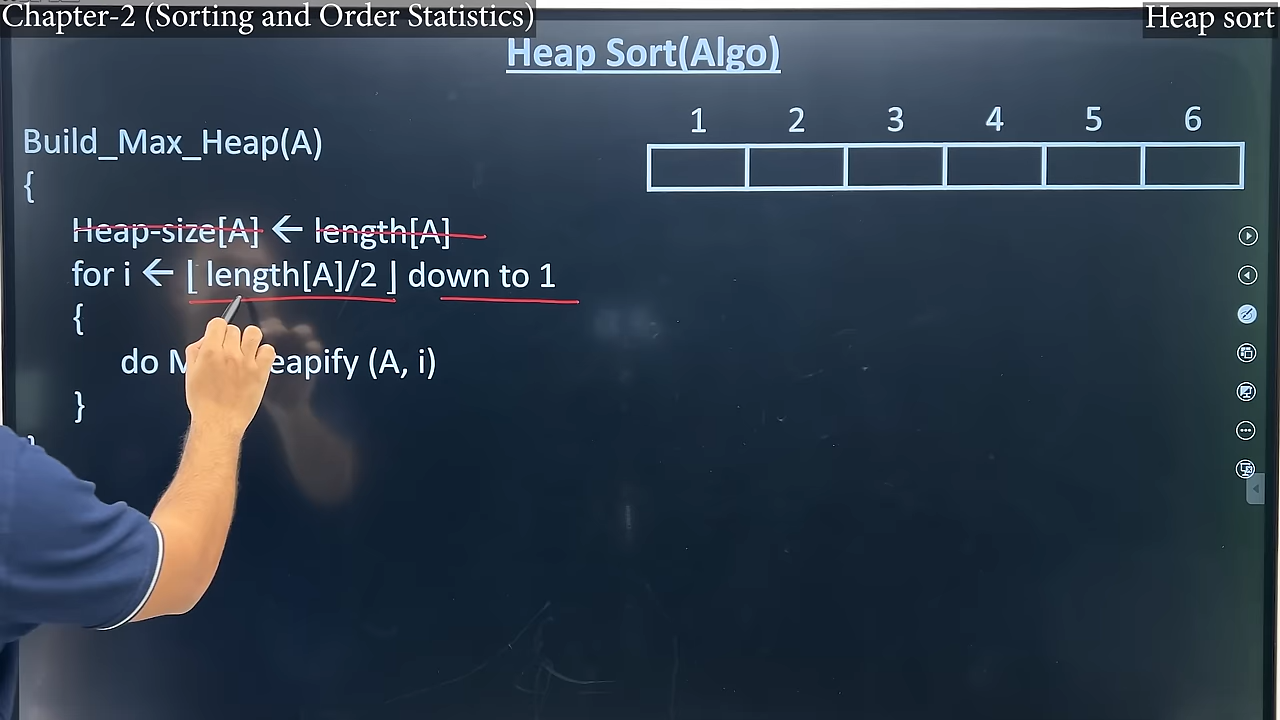 Chapter-2 (Sorting and Order Statistics)
Heap sort
Heap Sort(Algo)
1 2 3 4 5 6
Build_Max_Heap(A)
{
Heap-size[A] ← length[A]
for i ← ⌊ length[A]/2 ⌋ down to 1
{
do eapify (A, i)
}
}